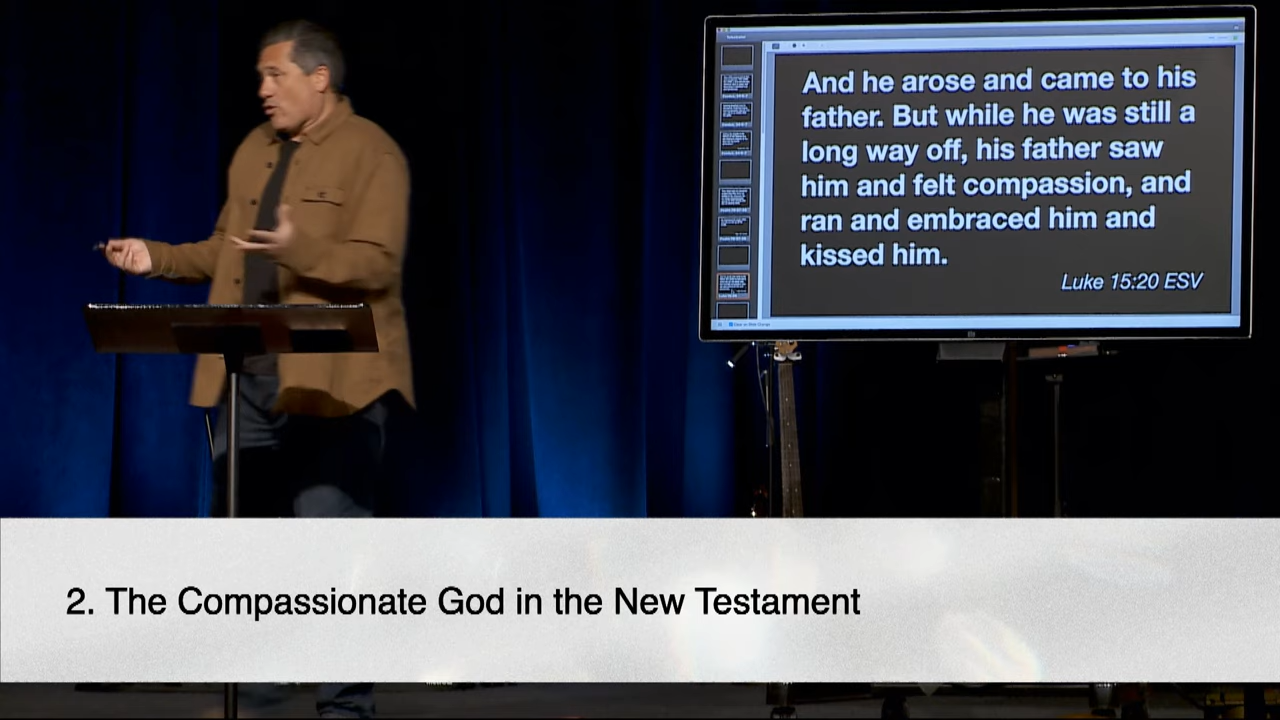 And he arose and came to his
father. But while he was still a
long way off, his father saw
him and felt compassion, and
ran and embraced him and
kissed him.
Luke 15:20 ESV
2. The Compassionate God in the New Testament